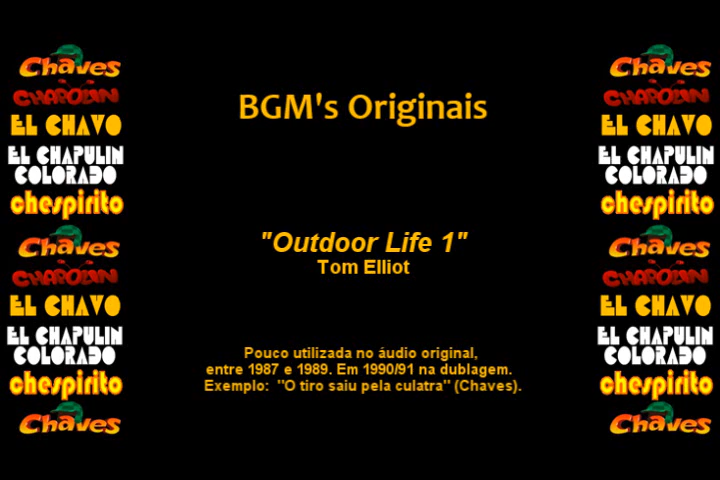 BGM's Originais
"Outdoor Life 1"
Tom Elliot
Pouco utilizada no áudio original,
entre 1987 e 1989. Em 1990/91 na dublagem.
Exemplo: "O tiro saiu pela culatra" (Chaves).
Chaves
CHAPOLIN
EL CHAVO
EL CHAPULIN
COLORADO
chespirito
Chaves
CHAPOLIN
EL CHAVO
EL CHAPULIN
COLORADO
chespirito
Chaves
Chaves
CHAPOLIN
EL CHAVO
EL CHAPULIN
COLORADO
chespirito
Chaves
CHAPOLIN
EL CHAVO
EL CHAPULIN
COLORADO
chespirito
Chaves